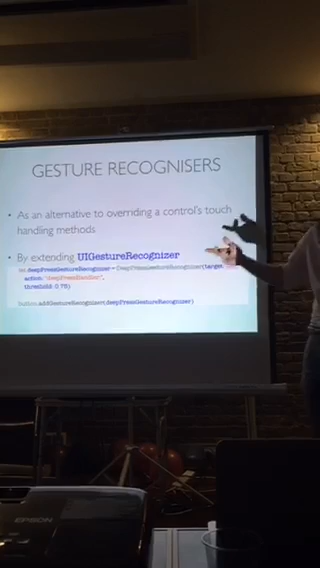 GESTURE RECOGNISERS
• As an alternative to overriding a control's touch
handling methods
• By extending UIGestureRecognizer
let deepPressGestureRecognizer = DeepPressGestureRecognizer(target:
action: "deepPressHandler:",
threshold: 0.75)
button.addGestureRecognizer(deepPressGestureRecognizer)
EPSON